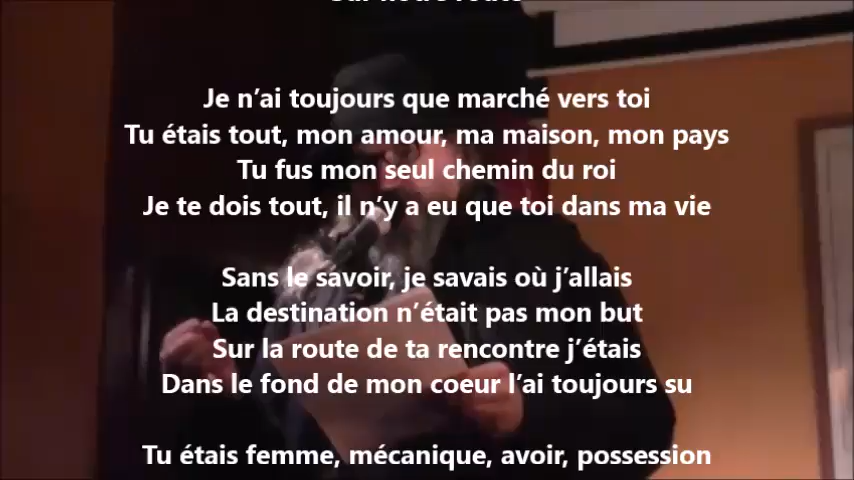 Je n'ai toujours que marché vers toi
Tu étais tout, mon amour, ma maison, mon pays
Tu fus mon seul chemin du roi
Je te dois tout, il n'y a eu que toi dans ma vie
Sans le savoir, je savais où j'allais
La destination n'était pas mon but
Sur la route de ta rencontre j'étais
Dans le fond de mon coeur l'ai toujours su
Tu étais femme, mécanique, avoir, possession